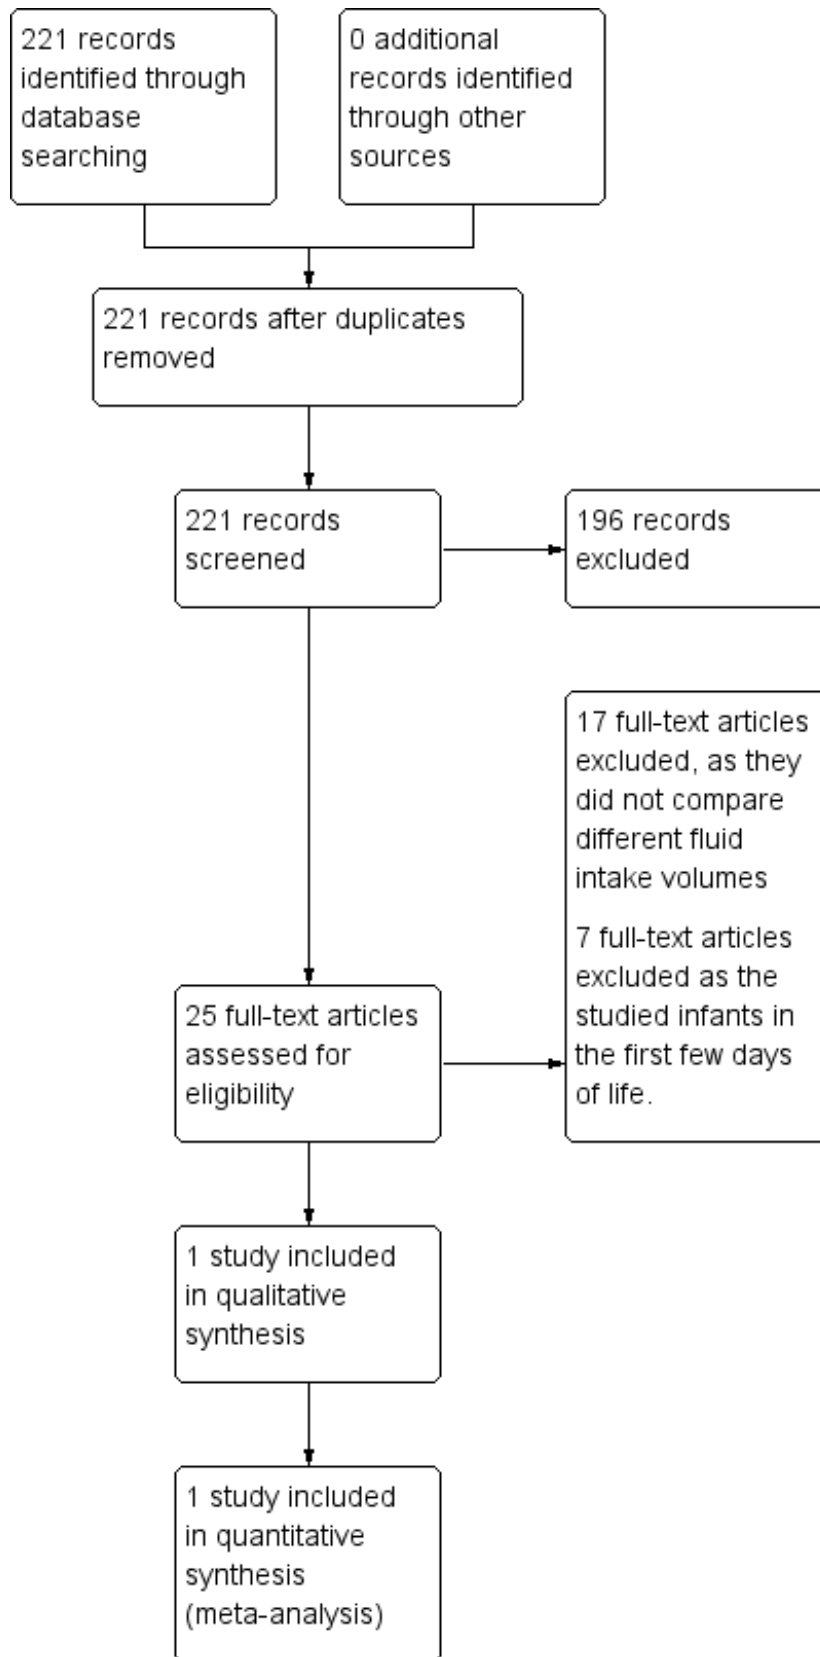 221 records
identified through
database
searching
0 additional
records identified
through other
sources
221 records after duplicates
removed
221 records
screened
196 records
excluded
17 full-text articles
excluded, as they
did not compare
different fluid
intake volumes
7 full-text articles
excluded as the
studied infants in
the first few days
of life.
25 full-text articles
assessed for
eligibility
1 study included
in qualitative
synthesis
1 study included
in quantitative
synthesis
(meta-analysis)